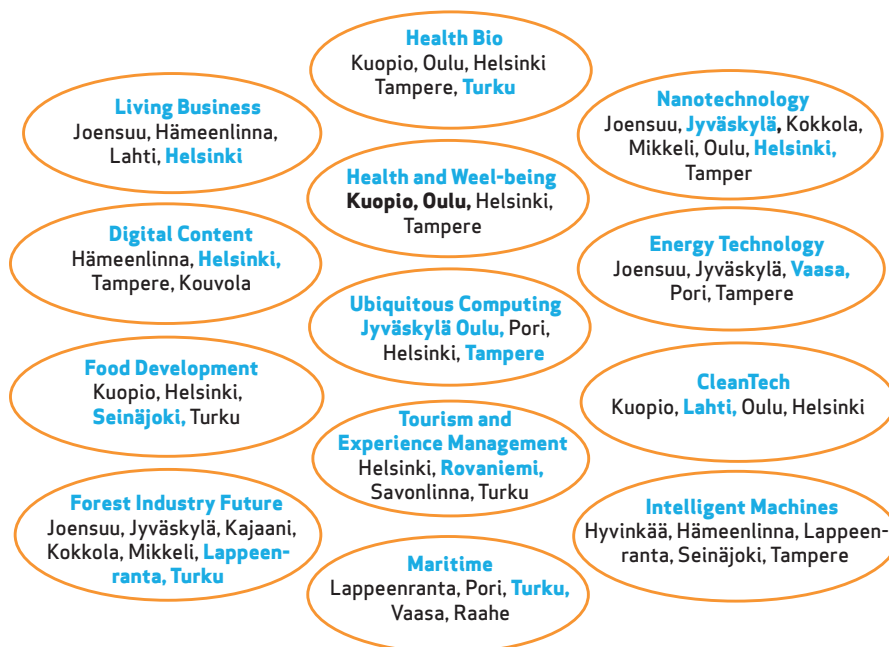 Health Bio
Kuopio, Oulu, Helsinki
Tampere, Turku
Living Business
Joensuu, Hämeenlinna,
Lahti, Helsinki
Nanotechnology
Joensuu, Jyväskylä, Kokkola,
Mikkeli, Oulu, Helsinki,
Tamper
Health and Weel-being
Kuopio, Oulu, Helsinki,
Tampere
Digital Content
Hämeenlinna, Helsinki,
Tampere, Kouvola
Energy Technology
Joensuu, Jyväskylä, Vaasa,
Pori, Tampere
Ubiquitous Computing
Jyväskylä Oulu, Pori,
Helsinki, Tampere
Food Development
Kuopio, Helsinki,
Seinäjoki, Turku
CleanTech
Kuopio, Lahti, Oulu, Helsinki
Tourism and
Experience Management
Helsinki, Rovaniemi,
Savonlinna, Turku
Forest Industry Future
Joensuu, Jyväskylä, Kajaani,
Kokkola, Mikkeli, Lappeen-
ranta, Turku
Intelligent Machines
Hyvinkää, Hämeenlinna, Lappeen-
ranta, Seinäjoki, Tampere
Maritime
Lappeenranta, Pori, Turku,
Vaasa, Raahe